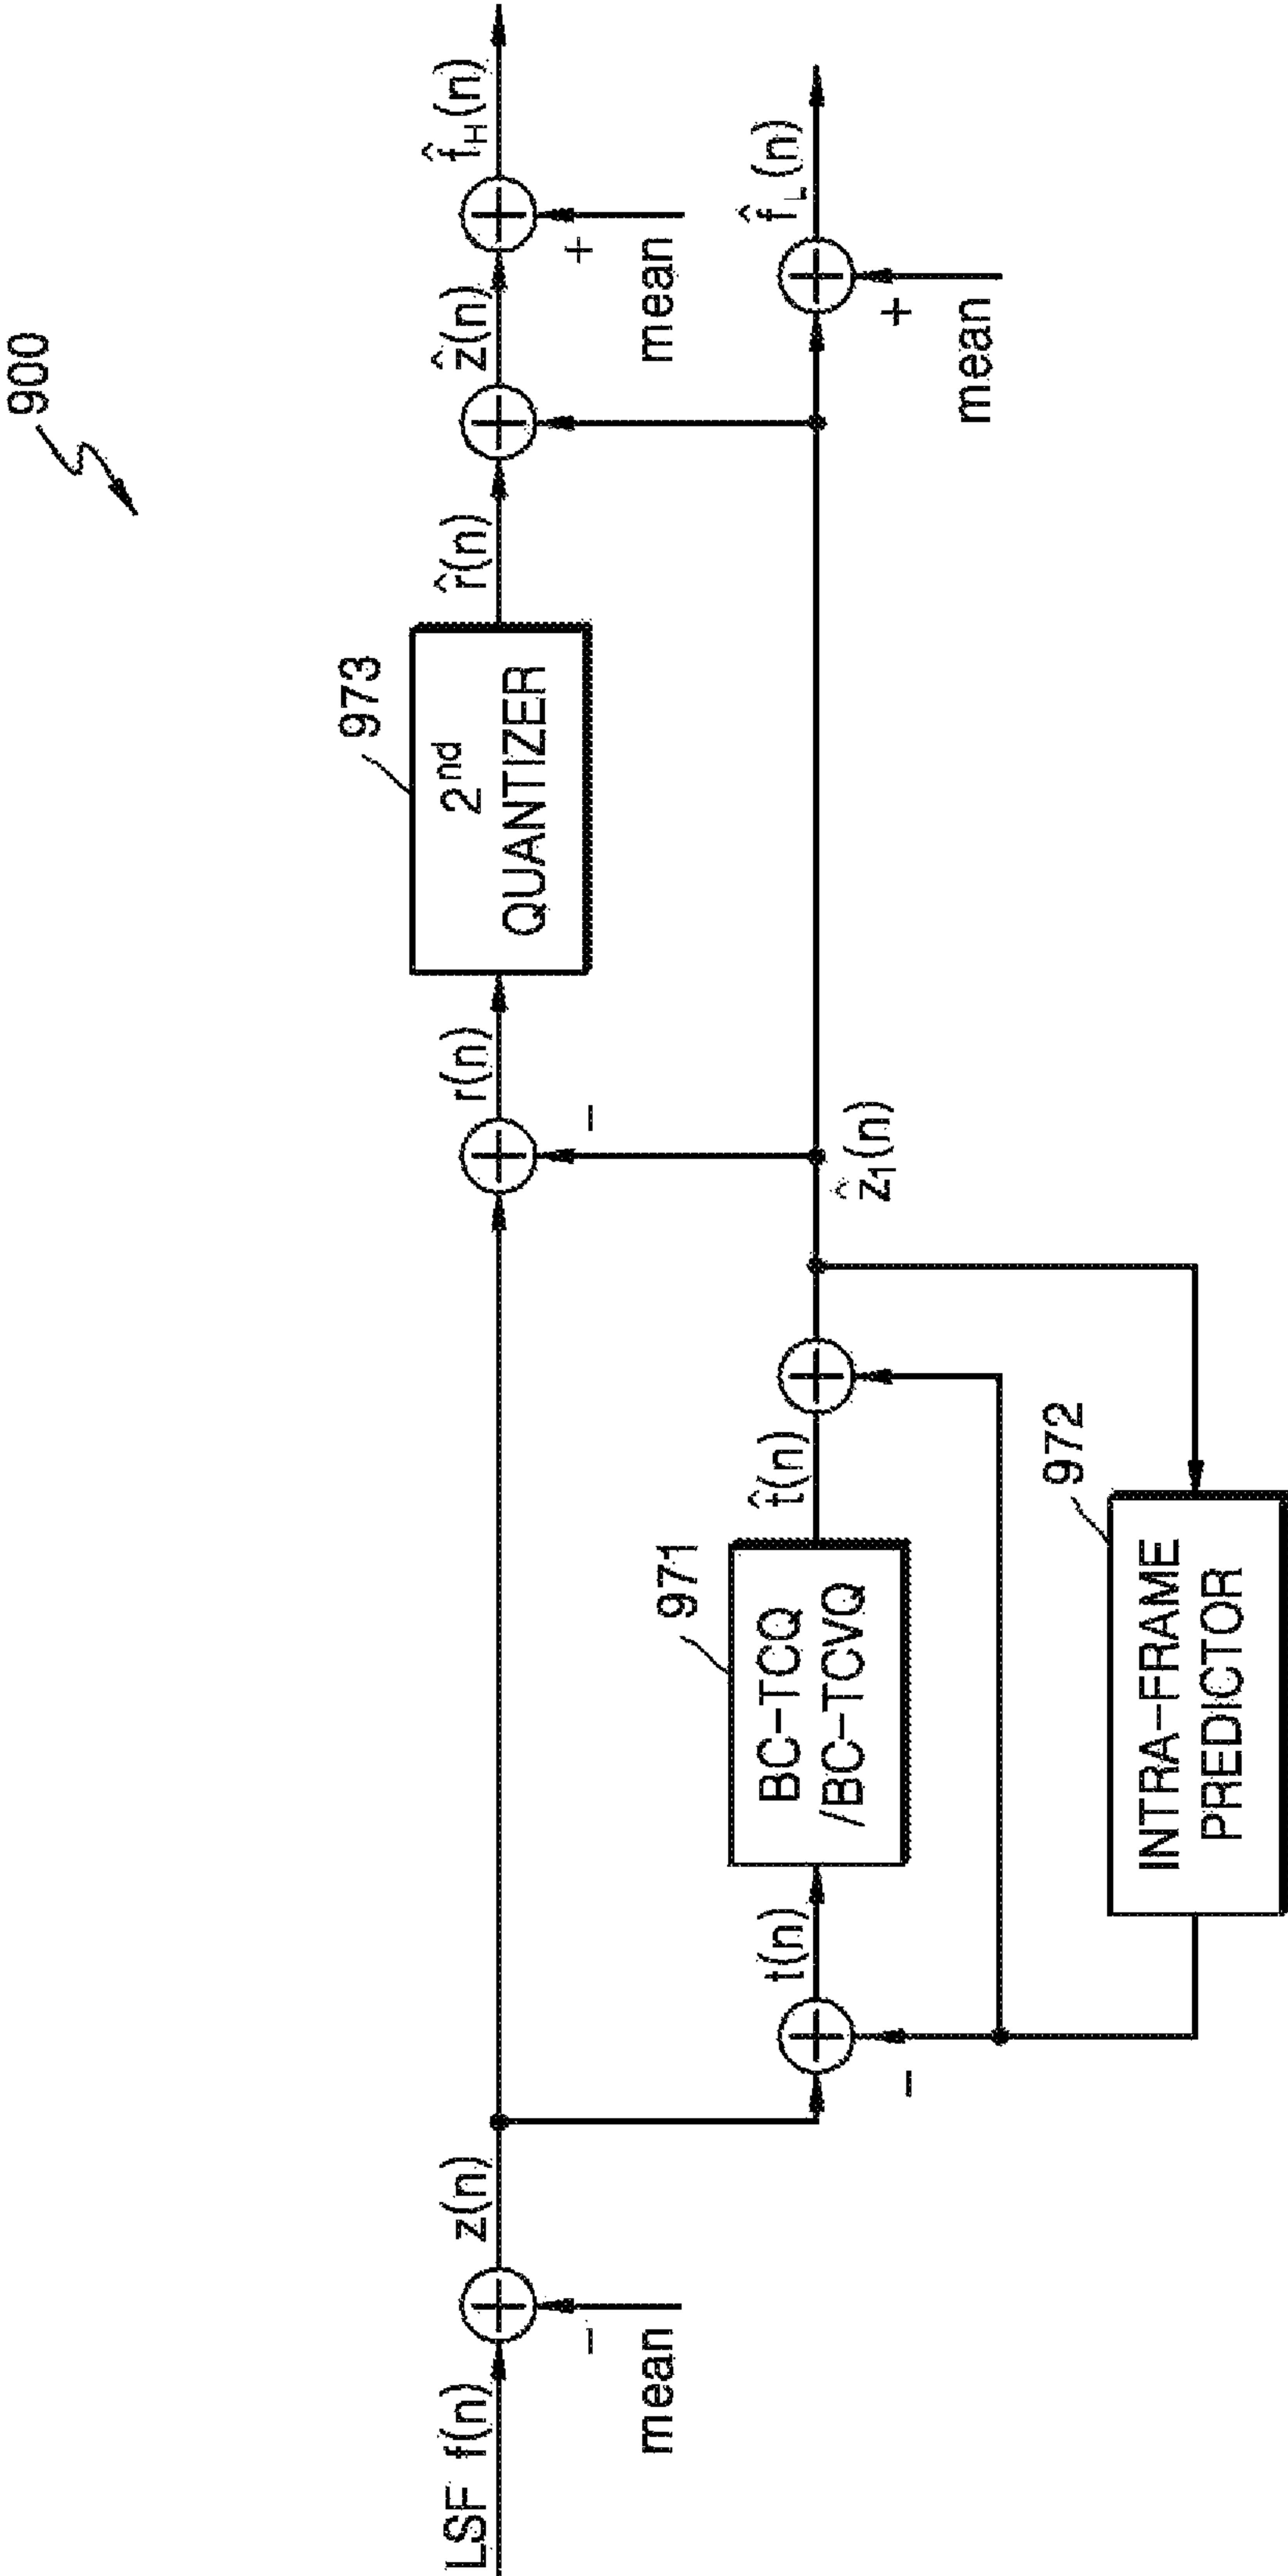 900
LSF f(n)
−
mean
z(n)
r(n)
−
973
2nd
QUANTIZER
r̂(n)
ẑ(n)
+
mean
f̂H(n)
−
t(n)
971
BC-TCQ
/BC-TCVQ
t̂(n)
ẑ1(n)
+
mean
f̂L(n)
972
INTRA-FRAME
PREDICTOR